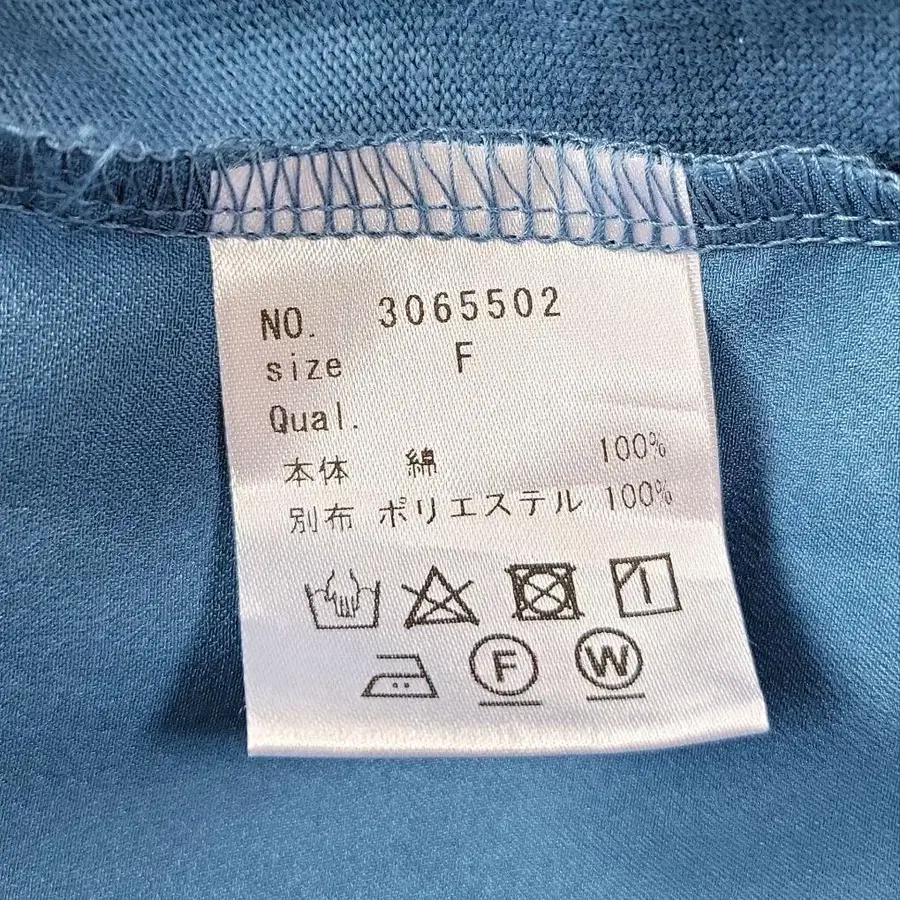 NO. 3065502
size F
Qual.
本体 綿 100%
別布 ポリエステル 100%
F W